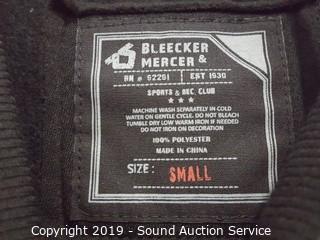 BLEECKER
MERCER &
RN # 92201 | EST 1930
SPORTS & REC. CLUB
★ ★ ★
MACHINE WASH SEPARATELY IN COLD
WATER ON GENTLE CYCLE. DO NOT BLEACH
TUMBLE DRY LOW WARM IRON IF NEEDED
DO NOT IRON ON DECORATION
100% POLYESTER
MADE IN CHINA
SIZE: SMALL
Copyright 2019 - Sound Auction Service